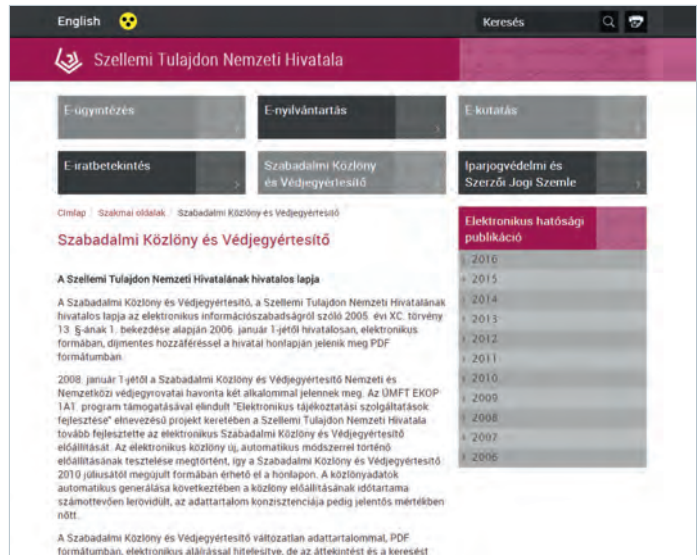 English
Keresés
Szellemi Tulajdon Nemzeti Hivatala
E-ügyintézés
E-nyilvántartás
E-kutatás
E-iratbetekintés
Szabadalmi Közlöny
és Védjegyértesítő
Iparjogvédelmi és
Szerzői Jogi Szemle
Címlap / Szakmai oldalak / Szabadalmi Közlöny és Védjegyértesítő
Szabadalmi Közlöny és Védjegyértesítő
A Szellemi Tulajdon Nemzeti Hivatalának hivatalos lapja
A Szabadalmi Közlöny és Védjegyértesítő, a Szellemi Tulajdon Nemzeti Hivatalának
hivatalos lapja az elektronikus információszabadságról szóló 2005. évi XC. törvény
13. §-ának 1. bekezdése alapján 2006. január 1-jétől hivatalosan, elektronikus
formában, díjmentes hozzáféréssel a hivatal honlapján jelenik meg PDF
formátumban.
2008. január 1-jétől a Szabadalmi Közlöny és Védjegyértesítő Nemzeti és
Nemzetközi védjegyrovatai havonta két alkalommal jelennek meg. Az ÚMFT EKOP
1A1. program támogatásával elindult "Elektronikus tájékoztatási szolgáltatások
fejlesztése" elnevezésű projekt keretében a Szellemi Tulajdon Nemzeti Hivatala
tovább fejlesztette az elektronikus Szabadalmi Közlöny és Védjegyértesítő
előállítását. Az elektronikus közlöny új, automatikus módszerrel történő
előállításának tesztelése megtörtént, így a Szabadalmi Közlöny és Védjegyértesítő
2010 júliusától megújult formában érhető el a honlapon. A közlönyadatok
automatikus generálása következtében a közlöny előállításának időtartama
számottevően lerövidült, az adattartalom konzisztenciája pedig jelentős mértékben
nőtt.
A Szabadalmi Közlöny és Védjegyértesítő változatlan adattartalommal, PDF
formátumban, elektronikus aláírással hitelesítve, de az áttekintést és a keresést
Elektronikus hatósági
publikáció
2016
2015
2014
2013
2012
2011
2010
2009
2008
2007
2006